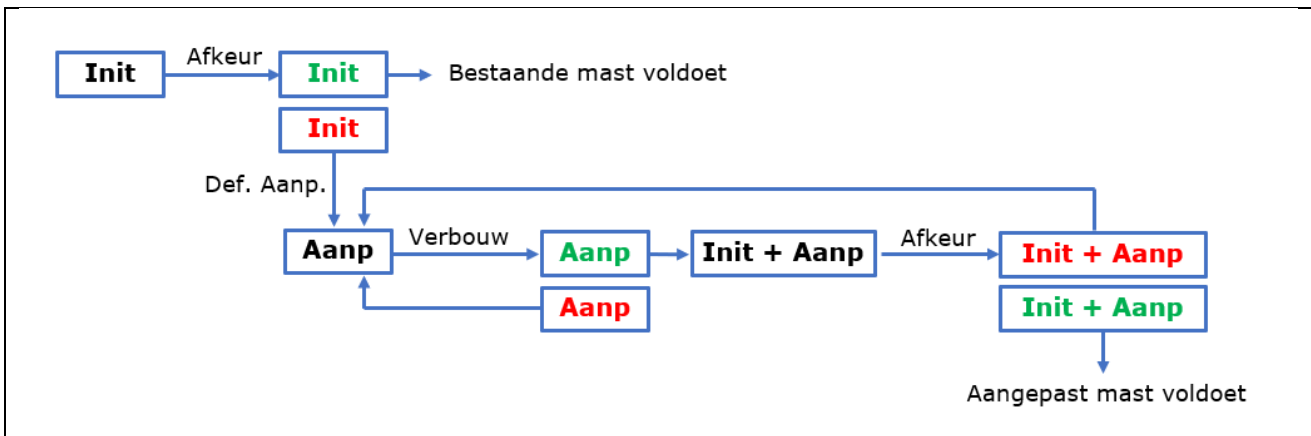 Afkeur
Init
Init
Bestaande mast voldoet
Init
Def. Aanp.
Aanp
Verbouw
Aanp
Init + Aanp
Afkeur
Init + Aanp
Aanp
Init + Aanp
Aangepast mast voldoet